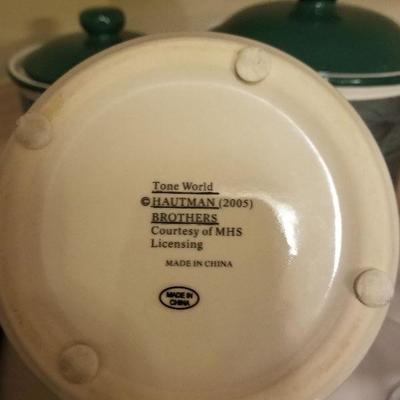 Tone World
©HAUTMAN (2005)
BROTHERS
Courtesy of MHS
Licensing
MADE IN CHINA
MADE IN
CHINA